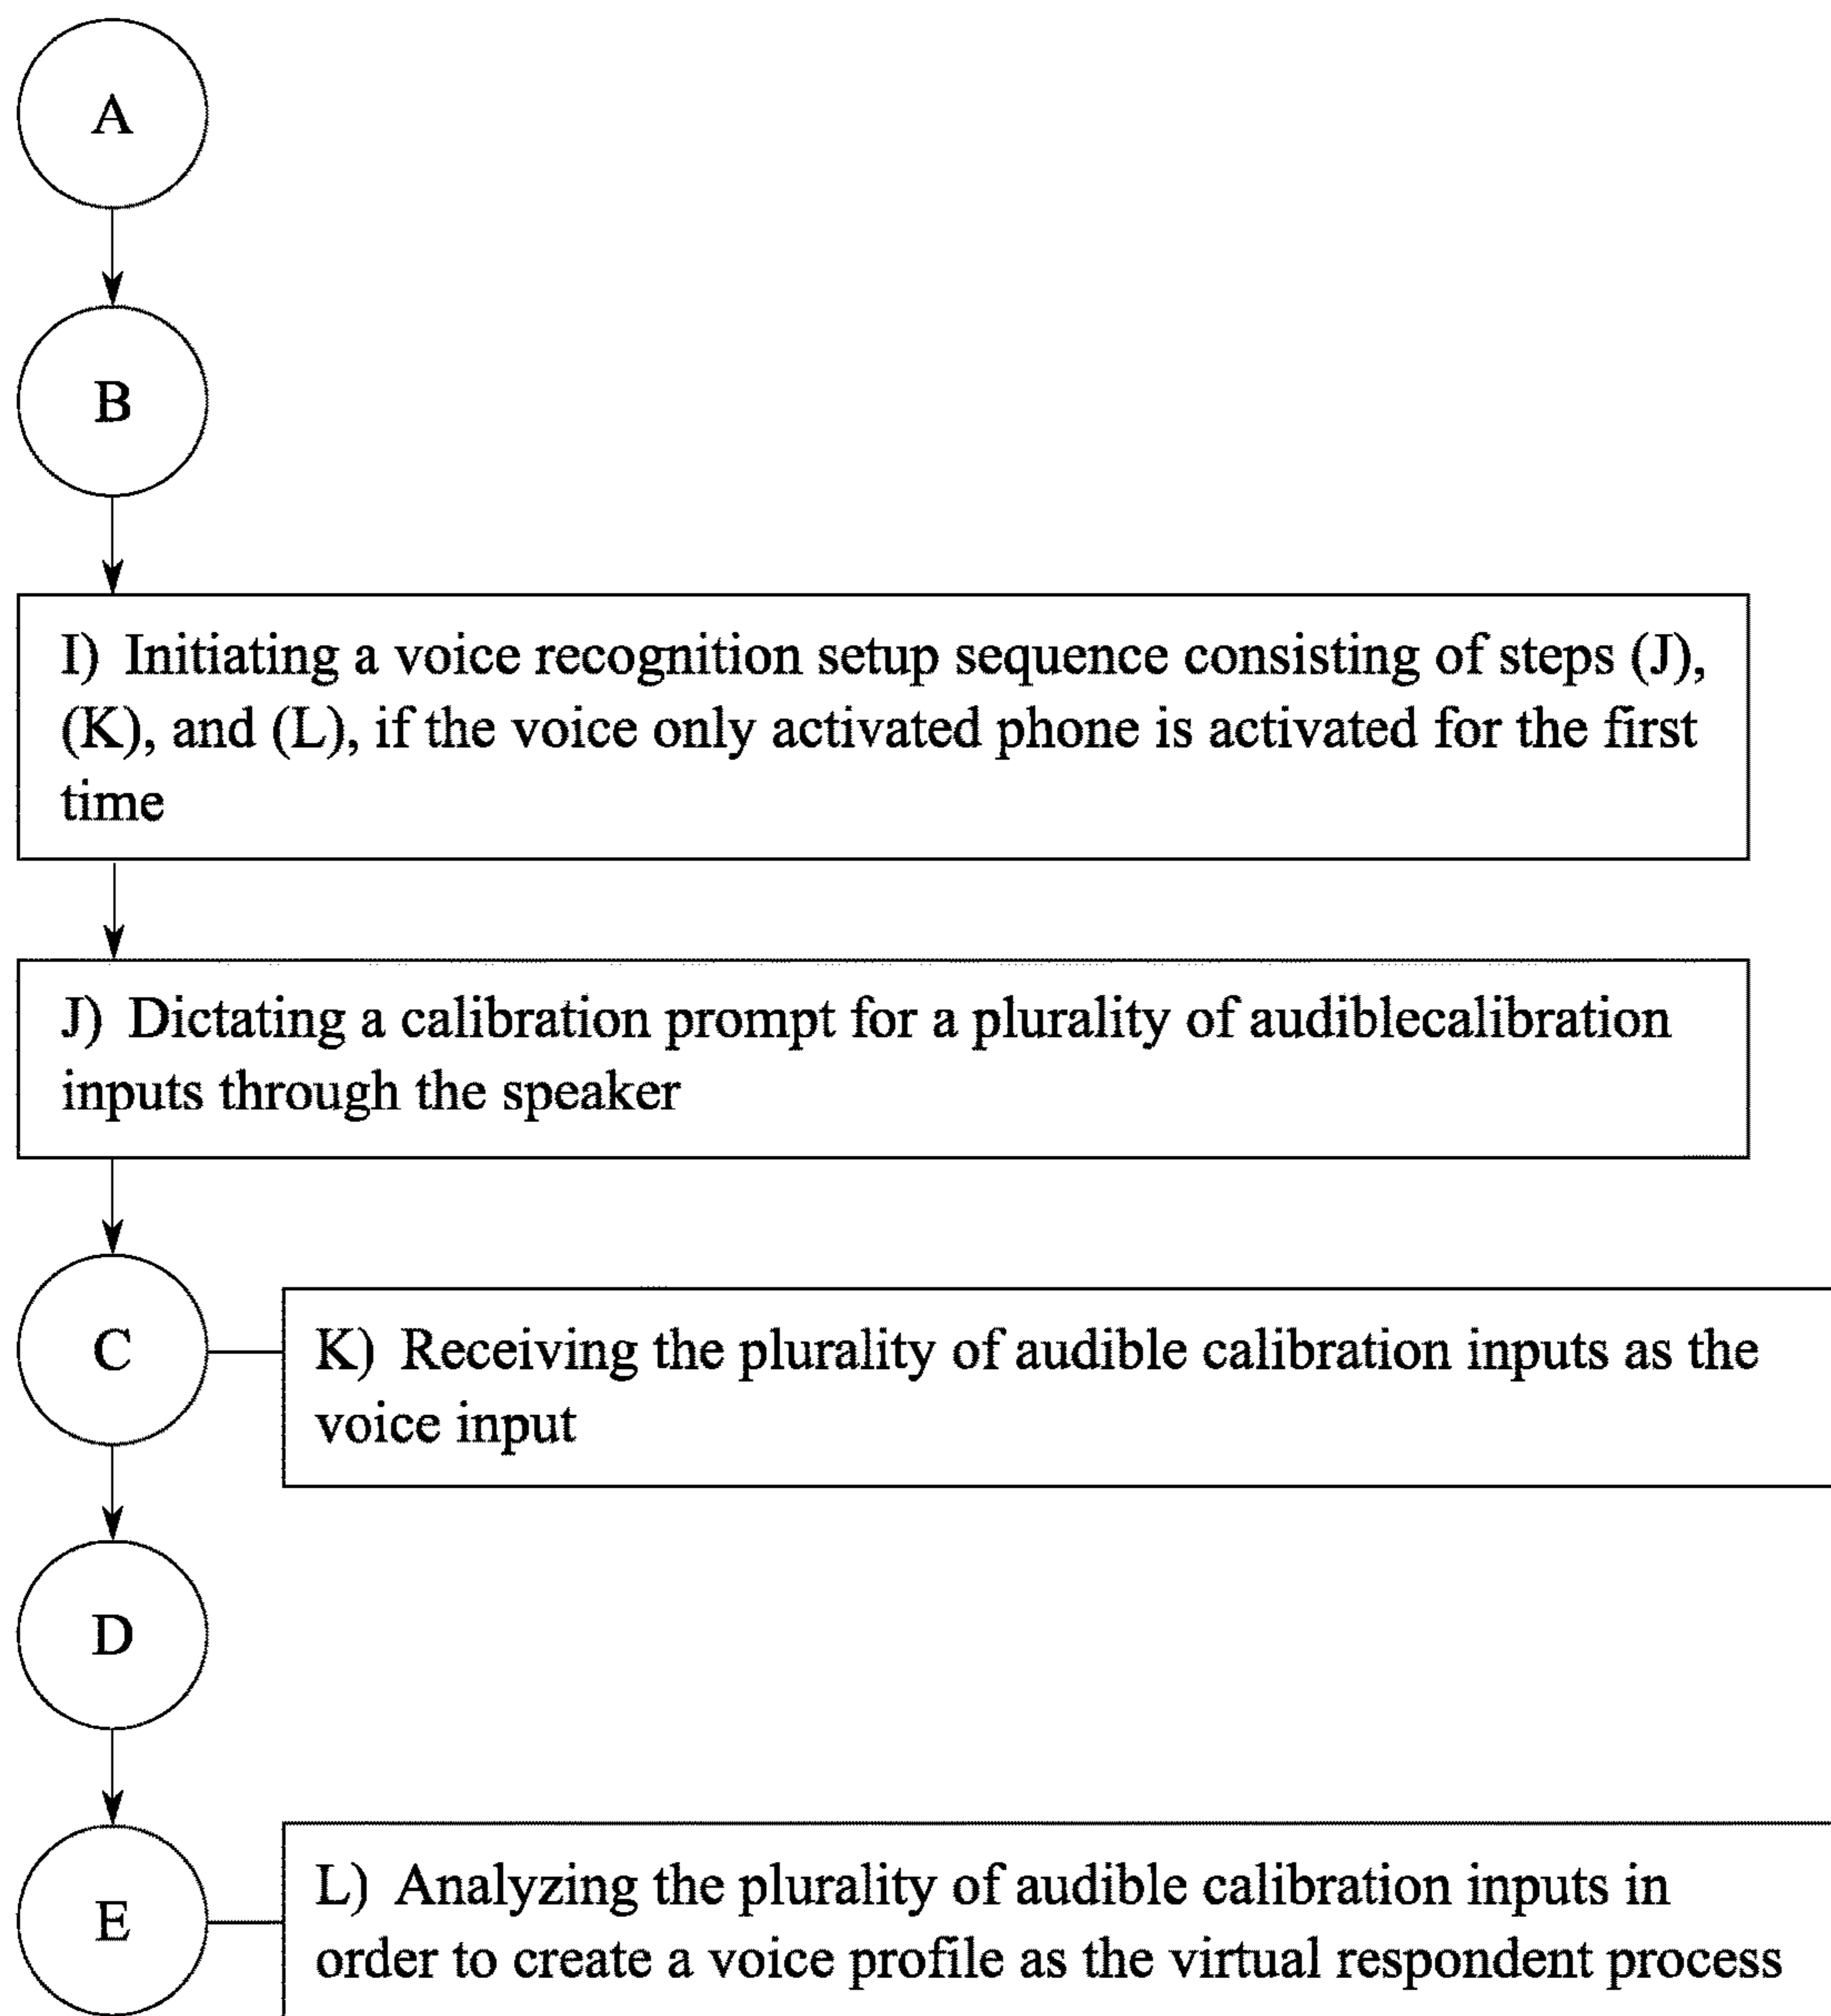 A
B
I) Initiating a voice recognition setup sequence consisting of steps (J),
(K), and (L), if the voice only activated phone is activated for the first
time
J) Dictating a calibration prompt for a plurality of audiblecalibration
inputs through the speaker
C
K) Receiving the plurality of audible calibration inputs as the
voice input
D
E
L) Analyzing the plurality of audible calibration inputs in
order to create a voice profile as the virtual respondent process